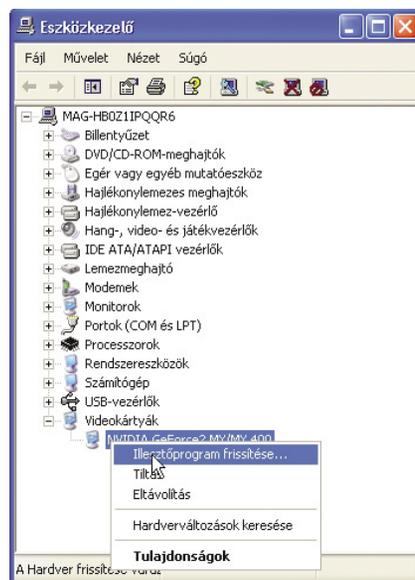 Eszközkezelő
Fájl Művelet Nézet Súgó
MAG-HB0Z1IPQQR6
Billentyűzet
DVD/CD-ROM-meghajtók
Egér vagy egyéb mutatóeszköz
Hajlékonylemezes meghajtók
Hajlékonylemez-vezérlő
Hang-, video- és játékvezérlők
IDE ATA/ATAPI vezérlők
Lemezmeghajtó
Modemek
Monitorok
Portok (COM és LPT)
Processzorok
Rendszereszközök
Számítógép
USB-vezérlők
Videokártyák
NVIDIA GeForce2 MX/MX 400
Illesztőprogram frissítése...
Tiltás
Eltávolítás
Hardverváltozások keresése
Tulajdonságok
A Hardver frissítése